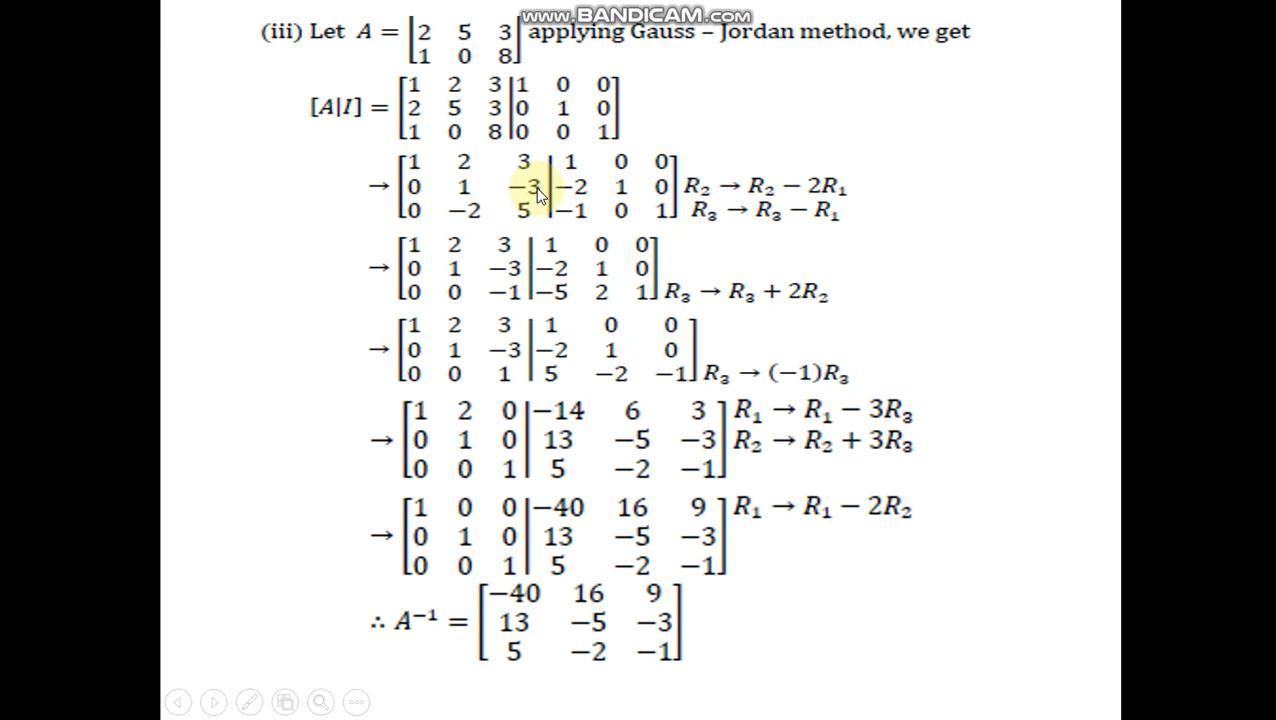 www.BANDICAM.com
(iii) Let A = [2 5 3] applying Gauss – Jordan method, we get
[1 0 8]
[1 2 3|1 0 0]
[A|I] = [2 5 3|0 1 0]
[1 0 8|0 0 1]
[1 2 3|1 0 0]
→ [0 1 −3|−2 1 0] R₂ → R₂ − 2R₁
[0 −2 5|−1 0 1] R₃ → R₃ − R₁
[1 2 3|1 0 0]
→ [0 1 −3|−2 1 0]
[0 0 −1|−5 2 1] R₃ → R₃ + 2R₂
[1 2 3|1 0 0]
→ [0 1 −3|−2 1 0]
[0 0 1|5 −2 −1] R₃ → (−1)R₃
[1 2 0|−14 6 3] R₁ → R₁ − 3R₃
→ [0 1 0|13 −5 −3] R₂ → R₂ + 3R₃
[0 0 1|5 −2 −1]
[1 0 0|−40 16 9] R₁ → R₁ − 2R₂
→ [0 1 0|13 −5 −3]
[0 0 1|5 −2 −1]
[−40 16 9]
∴ A⁻¹ = [13 −5 −3]
[5 −2 −1]